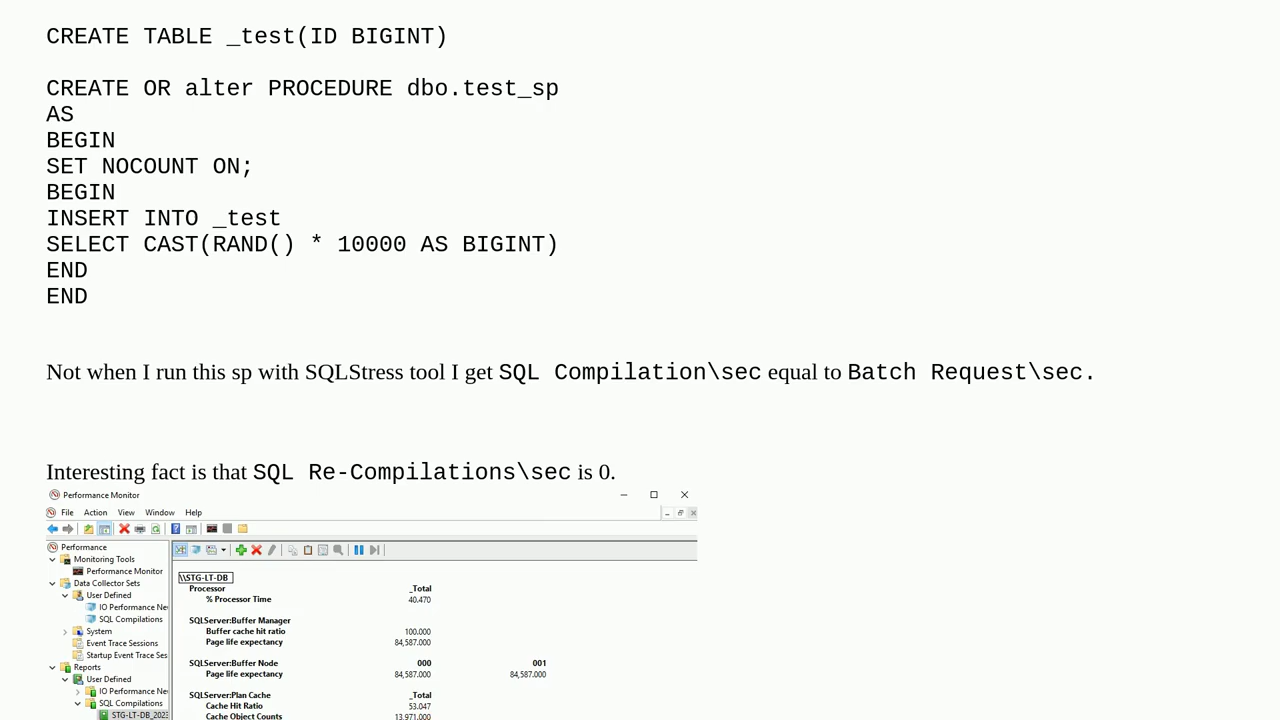 CREATE TABLE _test(ID BIGINT)
CREATE OR alter PROCEDURE dbo.test_sp
AS
BEGIN
SET NOCOUNT ON;
BEGIN
INSERT INTO _test
SELECT CAST(RAND() * 10000 AS BIGINT)
END
END
Not when I run this sp with SQLStress tool I get SQL Compilation\sec equal to Batch Request\sec.
Interesting fact is that SQL Re-Compilations\sec is 0.
Performance Monitor
File Action View Window Help
Performance
Monitoring Tools
Performance Monitor
Data Collector Sets
User Defined
IO Performance Ne
SQL Compilations
System
Event Trace Sessions
Startup Event Trace Ses
Reports
User Defined
IO Performance Ne
SQL Compilations
STG-LT-DB_2023
\\STG-LT-DB
Processor _Total
% Processor Time 40.470
SQLServer:Buffer Manager
Buffer cache hit ratio 100.000
Page life expectancy 84,587.000
SQLServer:Buffer Node 000 001
Page life expectancy 84,587.000 84,587.000
SQLServer:Plan Cache _Total
Cache Hit Ratio 53.047
Cache Object Counts 13,971.000